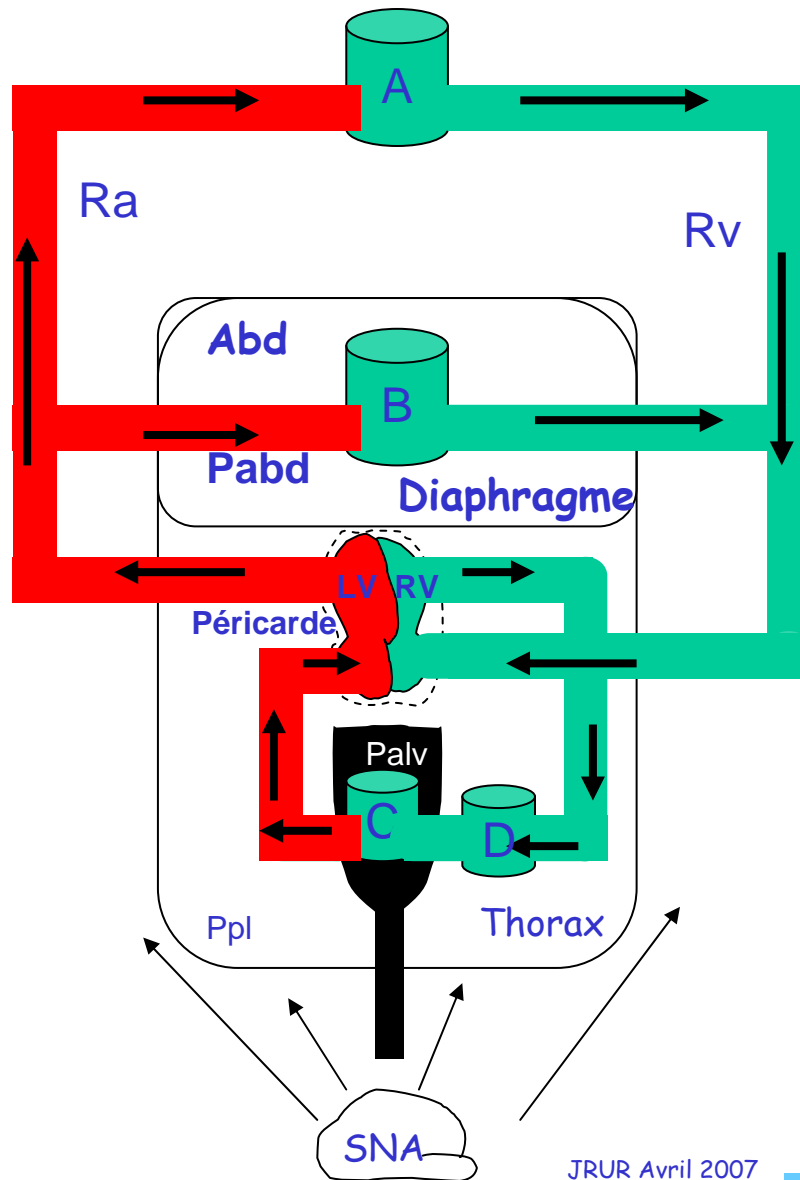 A
Ra
Rv
Abd
B
Pabd
Diaphragme
LV RV
Péricarde
Palv
C
D
Ppl
Thorax
SNA
JRUR Avril 2007